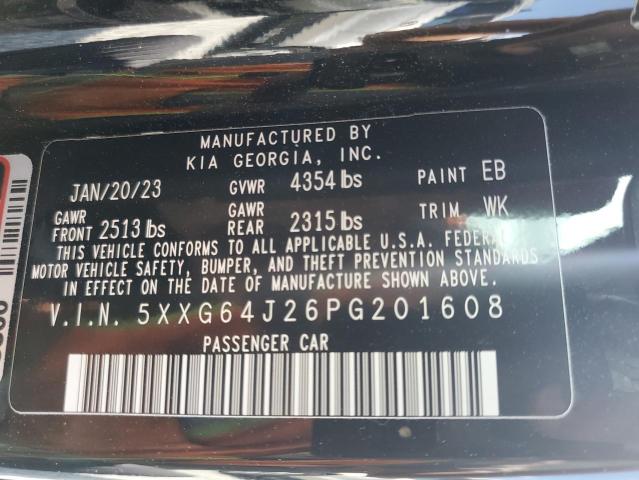 MANUFACTURED BY
KIA GEORGIA, INC.
JAN/20/23 GVWR 4354 lbs PAINT EB
GAWR FRONT 2513 lbs GAWR REAR 2315 lbs TRIM WK
THIS VEHICLE CONFORMS TO ALL APPLICABLE U.S.A. FEDERAL
MOTOR VEHICLE SAFETY, BUMPER, AND THEFT PREVENTION STANDARDS
IN EFFECT ON THE DATE OF MANUFACTURE SHOWN ABOVE.
V.I.N. 5XXG64J26PG201608
PASSENGER CAR